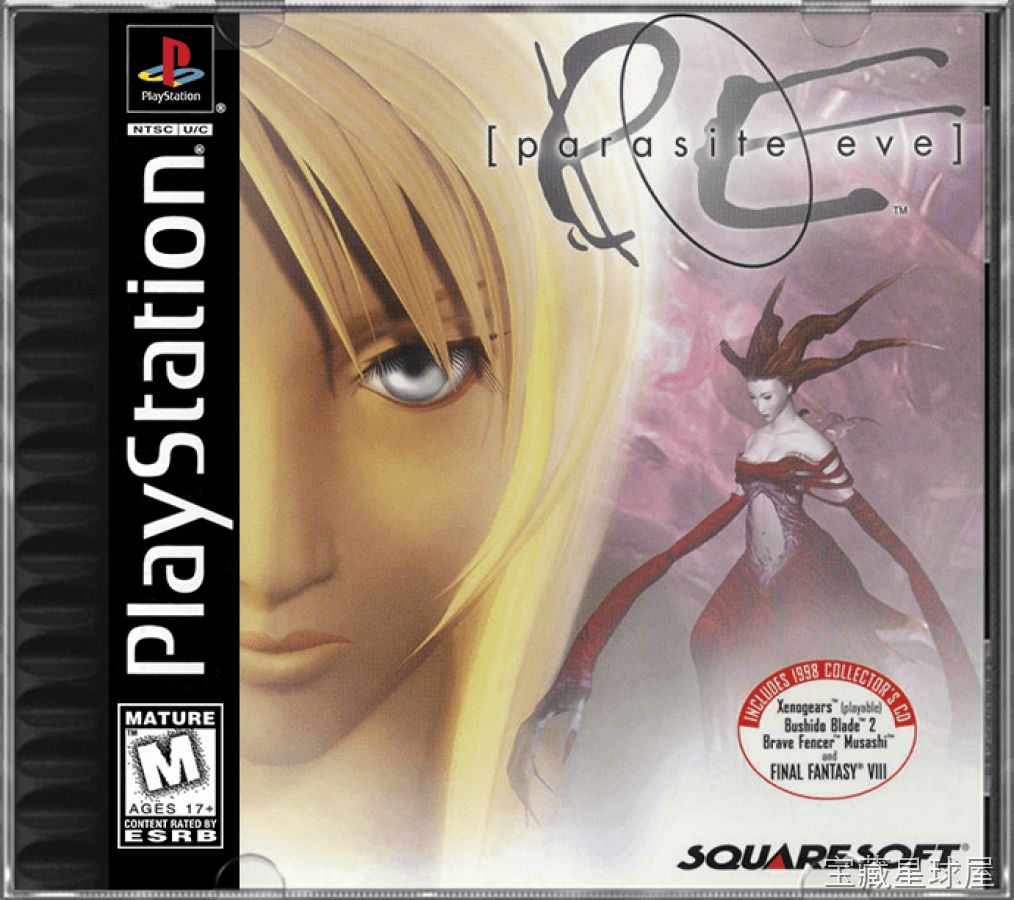 PlayStation
®
NTSC U/C
PlayStation®
[parasite eve]
™
INCLUDES 1998 COLLECTOR'S CD
Xenogears™ (playable)
Bushido Blade™ 2
Brave Fencer™ Musashi™
and
FINAL FANTASY® VIII
MATURE
™
M
AGES 17+
CONTENT RATED BY
ESRB
SQUARESOFT®
宝藏星球屋